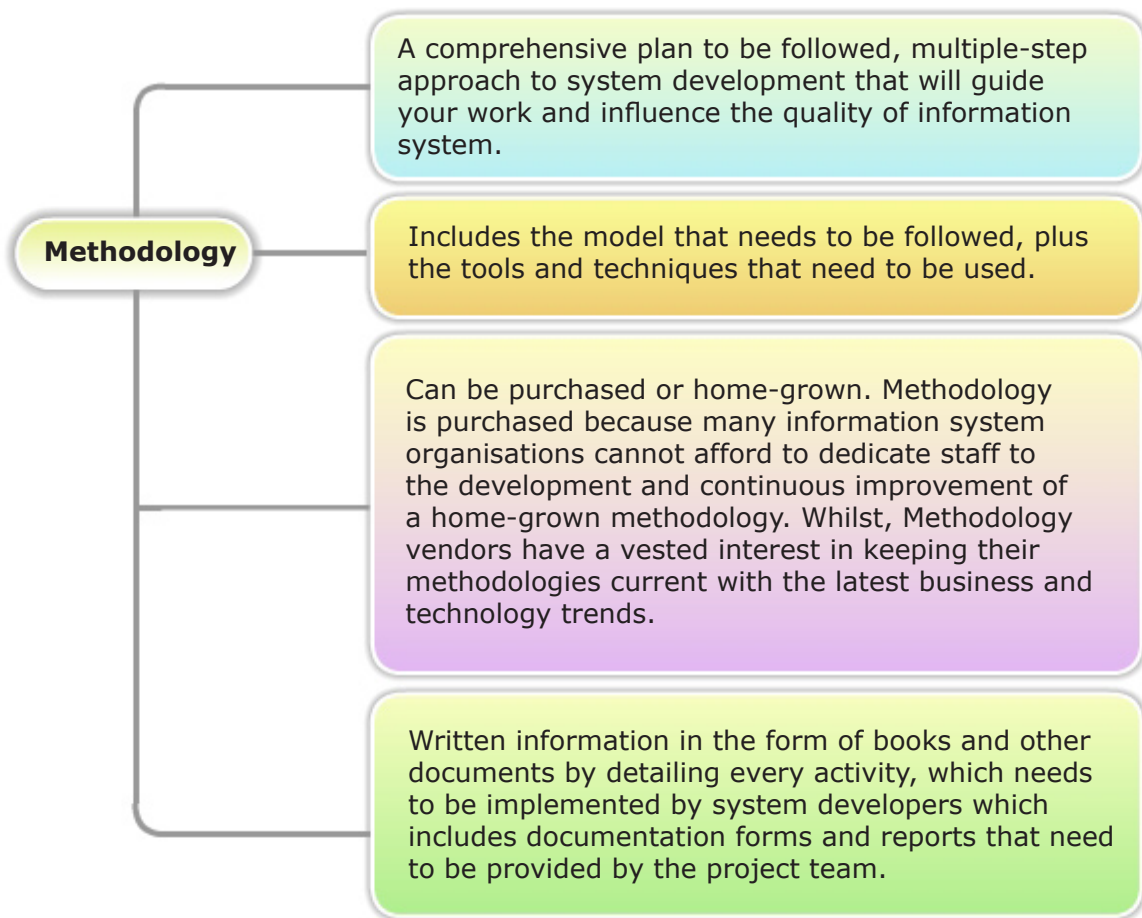 A comprehensive plan to be followed, multiple-step
approach to system development that will guide
your work and influence the quality of information
system.
Methodology
Includes the model that needs to be followed, plus
the tools and techniques that need to be used.
Can be purchased or home-grown. Methodology
is purchased because many information system
organisations cannot afford to dedicate staff to
the development and continuous improvement of
a home-grown methodology. Whilst, Methodology
vendors have a vested interest in keeping their
methodologies current with the latest business and
technology trends.
Written information in the form of books and other
documents by detailing every activity, which needs
to be implemented by system developers which
includes documentation forms and reports that need
to be provided by the project team.